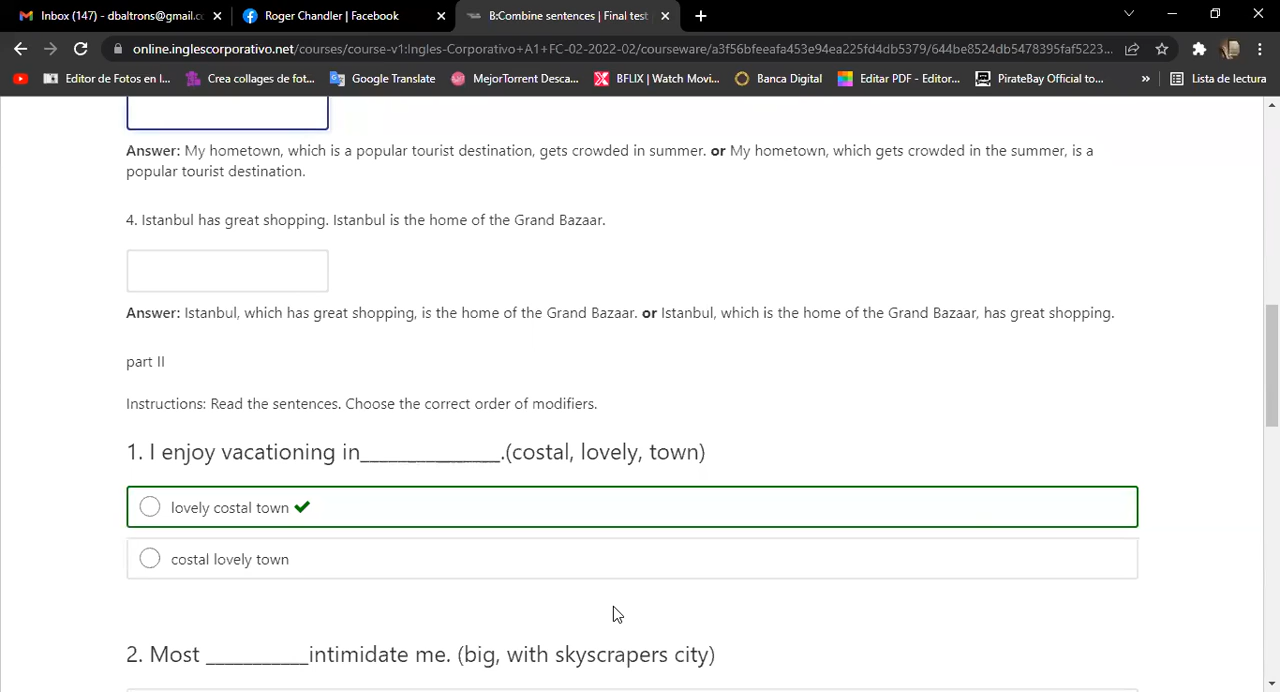 Inbox (147) - dbaltrons@gmail.c
Roger Chandler | Facebook
B:Combine sentences | Final test
online.inglescorporativo.net/courses/course-v1:Ingles-Corporativo+A1+FC-02-2022-02/courseware/a3f56bfeeafa453e94ea225fd4db5379/644be8524db5478395faf5223...
Editor de Fotos en l...
Crea collages de fot...
Google Translate
MejorTorrent Desca...
BFLIX | Watch Movi...
Banca Digital
Editar PDF - Editor...
PirateBay Official to...
»
Lista de lectura
Answer: My hometown, which is a popular tourist destination, gets crowded in summer. or My hometown, which gets crowded in the summer, is a
popular tourist destination.
4. Istanbul has great shopping. Istanbul is the home of the Grand Bazaar.
Answer: Istanbul, which has great shopping, is the home of the Grand Bazaar. or Istanbul, which is the home of the Grand Bazaar, has great shopping.
part II
Instructions: Read the sentences. Choose the correct order of modifiers.
1. I enjoy vacationing in______________.(costal, lovely, town)
lovely costal town
costal lovely town
2. Most __________intimidate me. (big, with skyscrapers city)